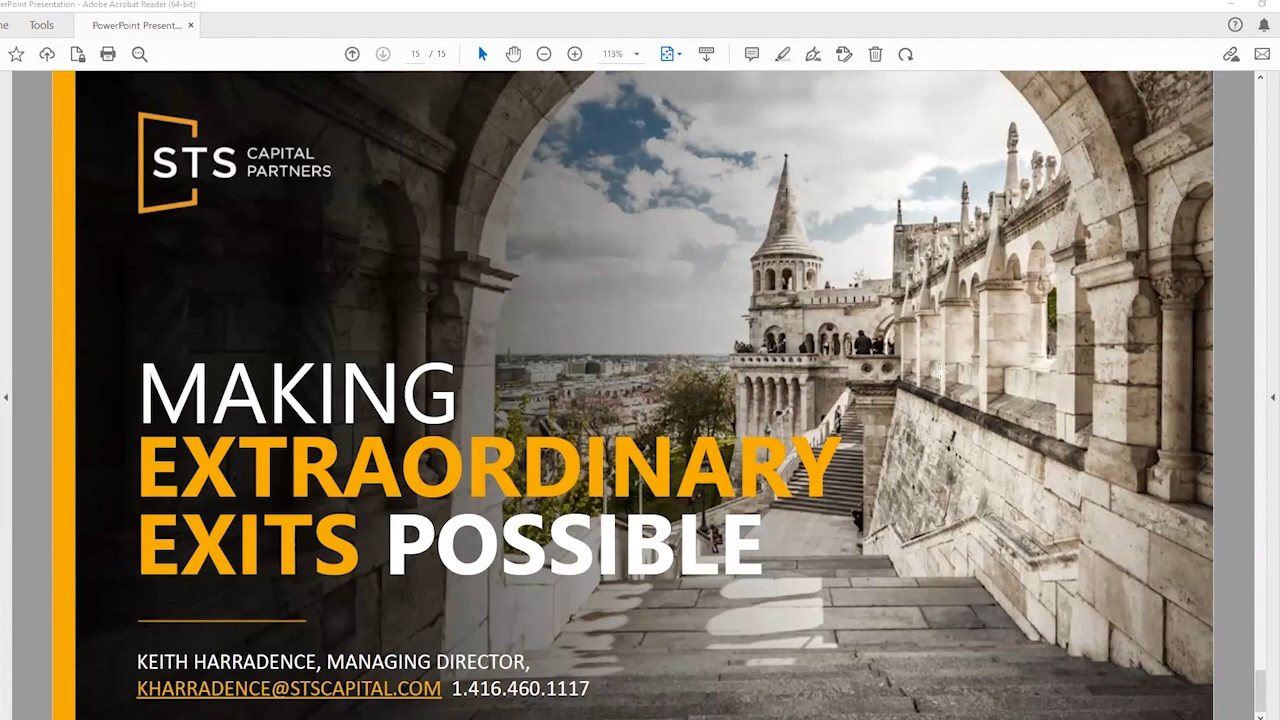 PowerPoint Presentation - Adobe Acrobat Reader (64-bit)
Tools
PowerPoint Present... ×
15 / 15
113%
STS CAPITAL
PARTNERS
MAKING
EXTRAORDINARY
EXITS POSSIBLE
KEITH HARRADENCE, MANAGING DIRECTOR,
KHARRADENCE@STSCAPITAL.COM 1.416.460.1117